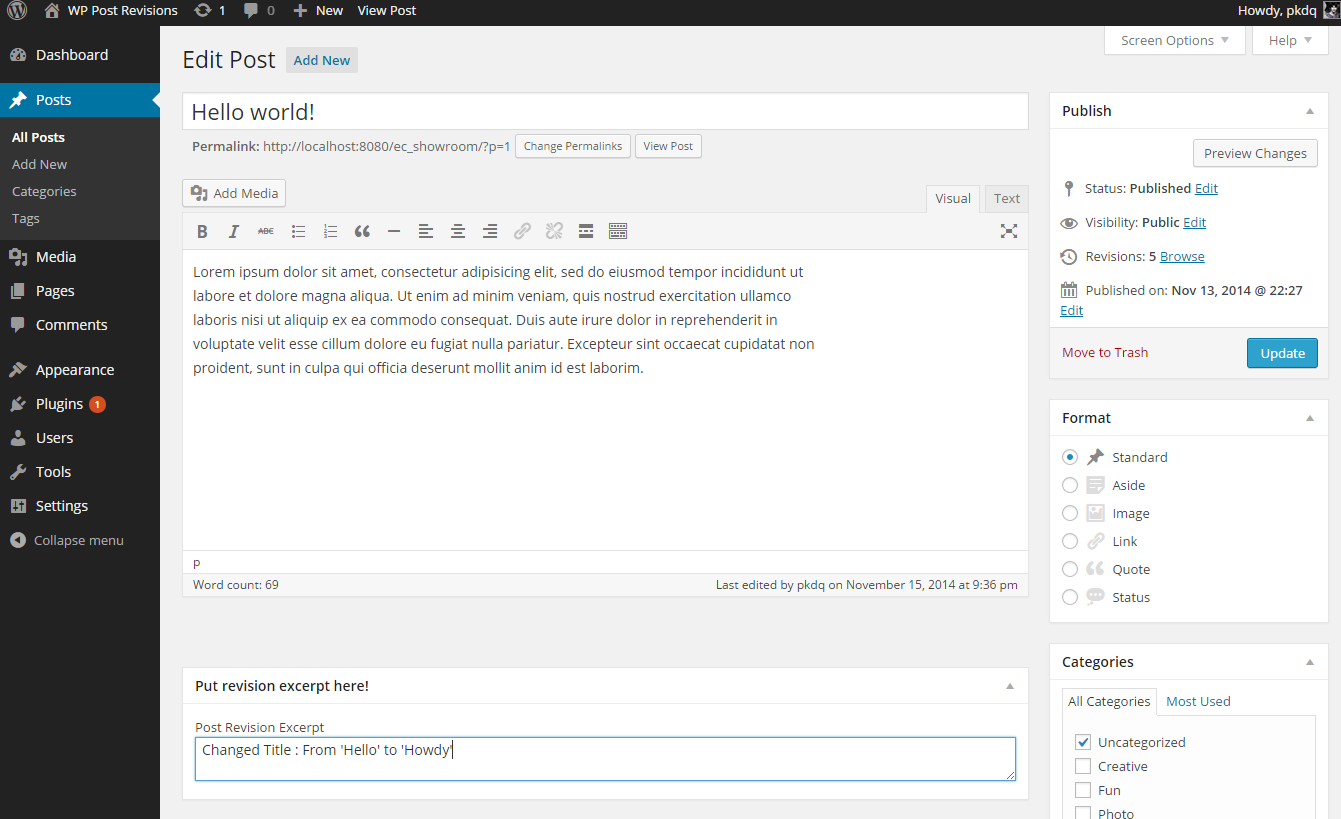 WP Post Revisions 1 0 New View Post Howdy, pkdq
Dashboard
Posts
All Posts
Add New
Categories
Tags
Media
Pages
Comments
Appearance
Plugins 1
Users
Tools
Settings
Collapse menu
Screen Options Help
Edit Post Add New
Hello world!
Permalink: http://localhost:8080/ec_showroom/?p=1 Change Permalinks View Post
Add Media
Visual Text
B I ABC
Lorem ipsum dolor sit amet, consectetur adipisicing elit, sed do eiusmod tempor incididunt ut
labore et dolore magna aliqua. Ut enim ad minim veniam, quis nostrud exercitation ullamco
laboris nisi ut aliquip ex ea commodo consequat. Duis aute irure dolor in reprehenderit in
voluptate velit esse cillum dolore eu fugiat nulla pariatur. Excepteur sint occaecat cupidatat non
proident, sunt in culpa qui officia deserunt mollit anim id est laborim.
p
Word count: 69 Last edited by pkdq on November 15, 2014 at 9:36 pm
Put revision excerpt here!
Post Revision Excerpt
Changed Title : From 'Hello' to 'Howdy'
Publish
Preview Changes
Status: Published Edit
Visibility: Public Edit
Revisions: 5 Browse
Published on: Nov 13, 2014 @ 22:27
Edit
Move to Trash Update
Format
Standard
Aside
Image
Link
Quote
Status
Categories
All Categories Most Used
Uncategorized
Creative
Fun
Photo